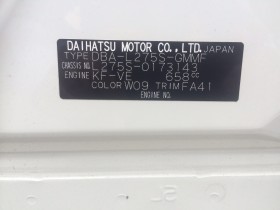 DAIHATSU MOTOR CO.,LTD. JAPAN
TYPE DBA-L275S-GMMF
CHASSIS NO. L275S-0173143
ENGINE KF-VE 658cc
COLOR W09 TRIM FA41
ENGINE NO.